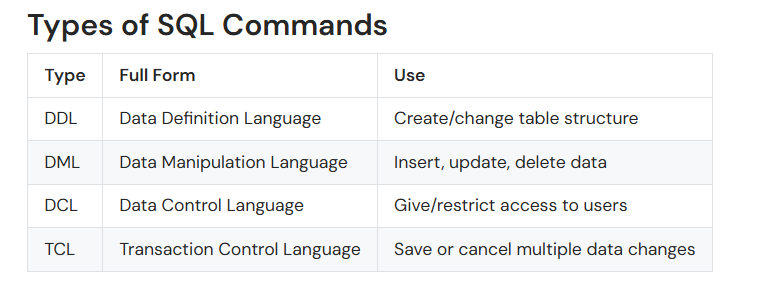 Types of SQL Commands
Type Full Form Use
DDL Data Definition Language Create/change table structure
DML Data Manipulation Language Insert, update, delete data
DCL Data Control Language Give/restrict access to users
TCL Transaction Control Language Save or cancel multiple data changes